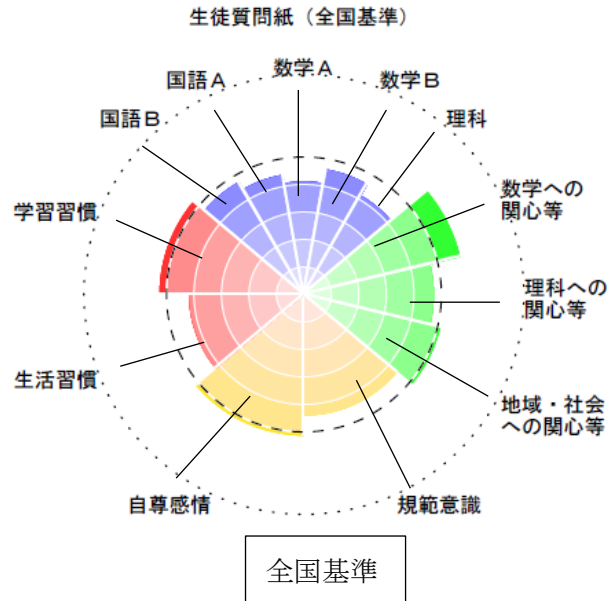 生徒質問紙(全国基準)
数学A
国語A
数学B
国語B
理科
数学への
関心等
学習習慣
理科への
関心等
生活習慣
地域・社会
への関心等
自尊感情
規範意識
全国基準